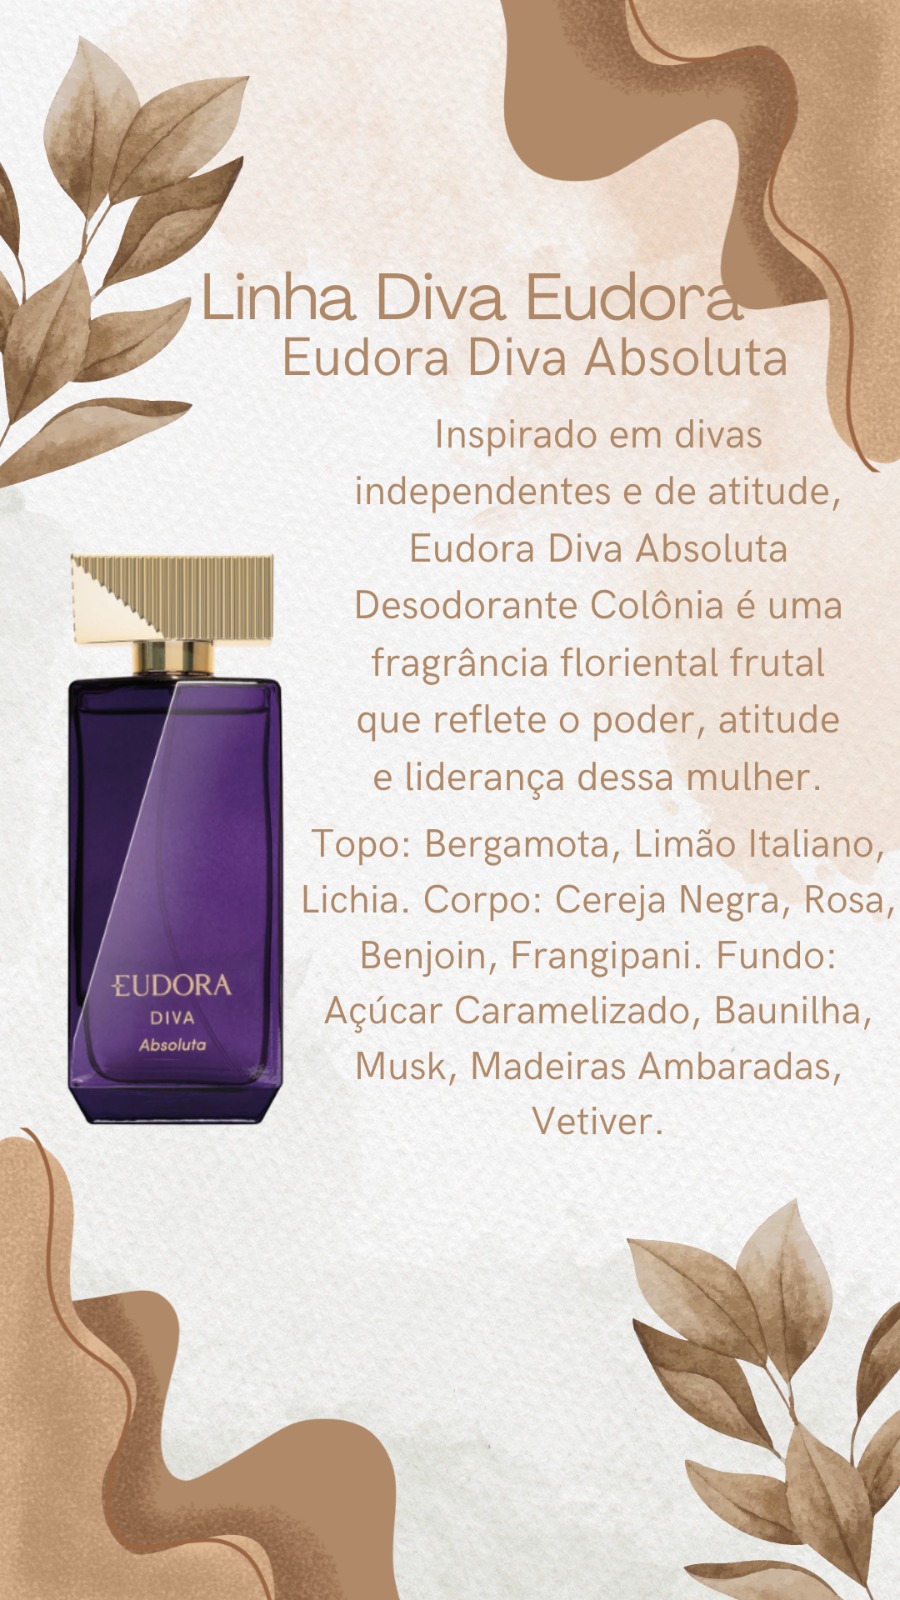 Linha Diva Eudora
Eudora Diva Absoluta
Inspirado em divas
independentes e de atitude,
Eudora Diva Absoluta
Desodorante Colônia é uma
fragrância floriental frutal
que reflete o poder, atitude
e liderança dessa mulher.
Topo: Bergamota, Limão Italiano,
Lichia. Corpo: Cereja Negra, Rosa,
Benjoin, Frangipani. Fundo:
Açúcar Caramelizado, Baunilha,
Musk, Madeiras Ambaradas,
Vetiver.
EUDORA
DIVA
Absoluta